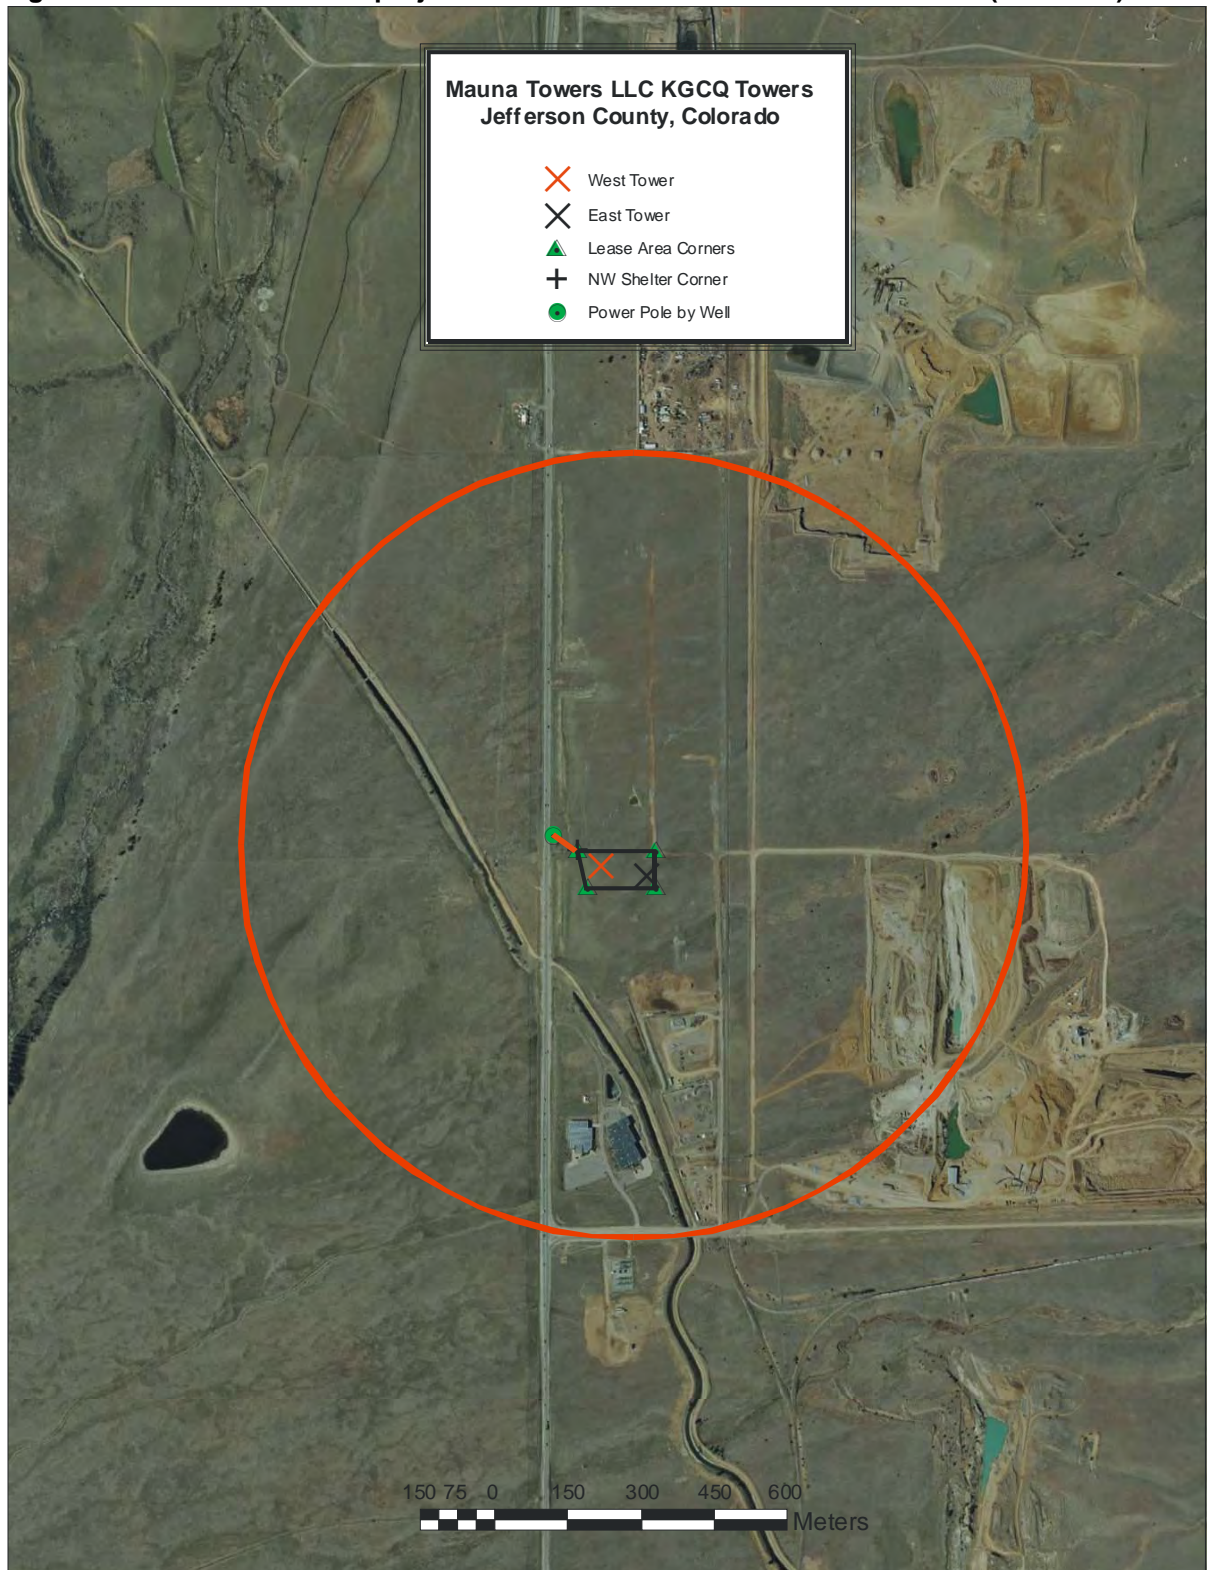 Mauna Towers LLC KGCQ Towers
Jefferson County, Colorado
West Tower
East Tower
Lease Area Corners
NW Shelter Corner
Power Pole by Well
150 75 0 150 300 450 600
Meters